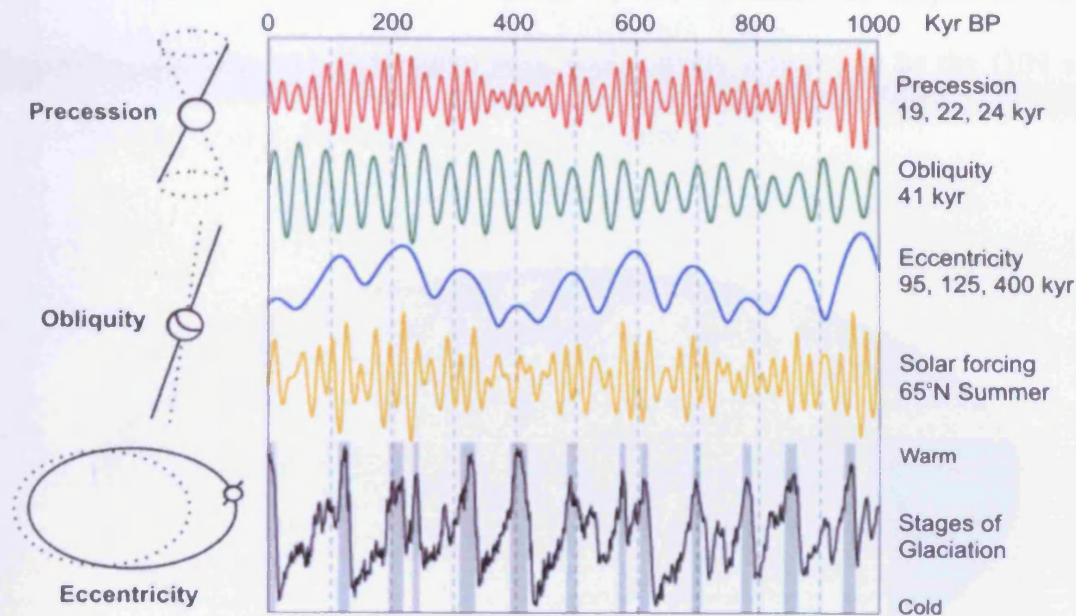 0 200 400 600 800 1000 Kyr BP
Precession
Precession
19, 22, 24 kyr
Obliquity
41 kyr
Eccentricity
95, 125, 400 kyr
Obliquity
Solar forcing
65°N Summer
Warm
Stages of
Glaciation
Eccentricity
Cold